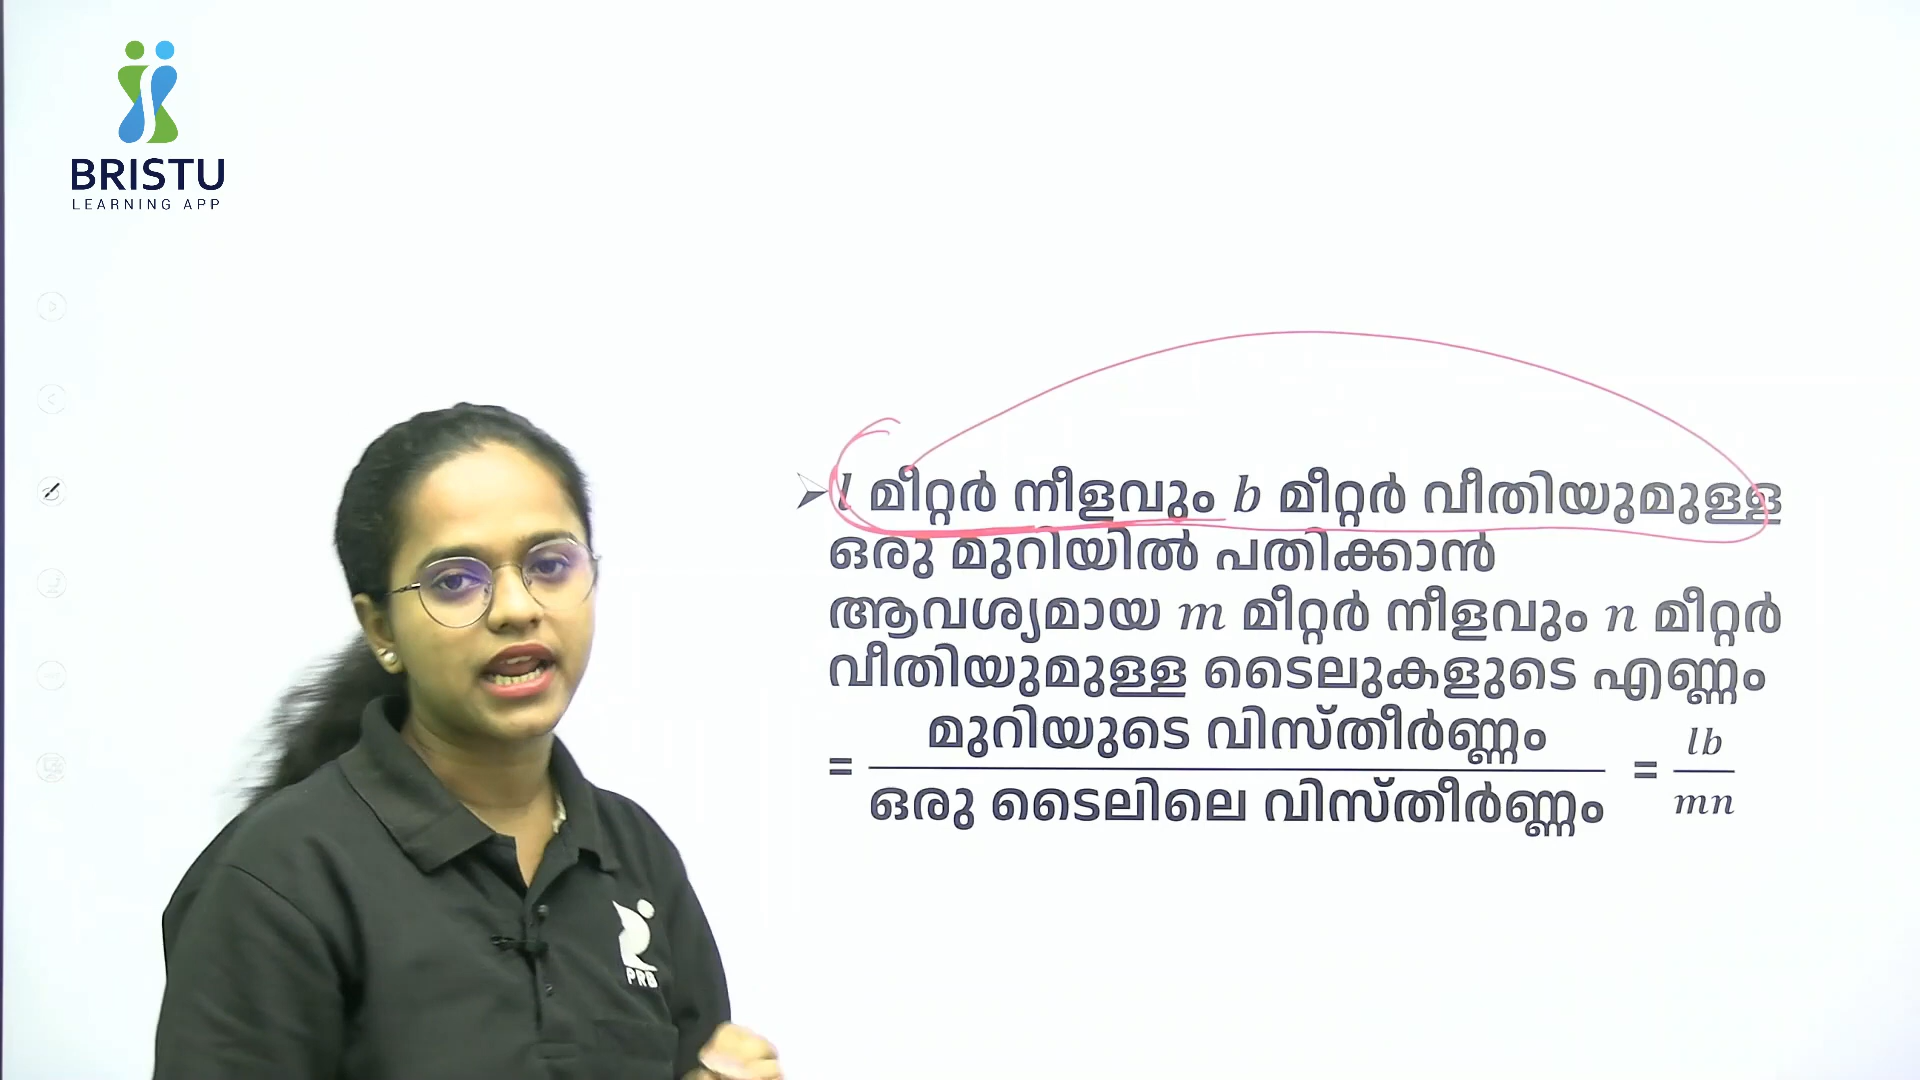 BRISTU
LEARNING APP
l മീറ്റർ നീളവും b മീറ്റർ വീതിയുമുള്ള
ഒരു മുറിയിൽ പതിക്കാൻ
ആവശ്യമായ m മീറ്റർ നീളവും n മീറ്റർ
വീതിയുമുള്ള ടൈലുകളുടെ എണ്ണം
= മുറിയുടെ വിസ്തീർണ്ണം / ഒരു ടൈലിലെ വിസ്തീർണ്ണം = lb / mn
PRB